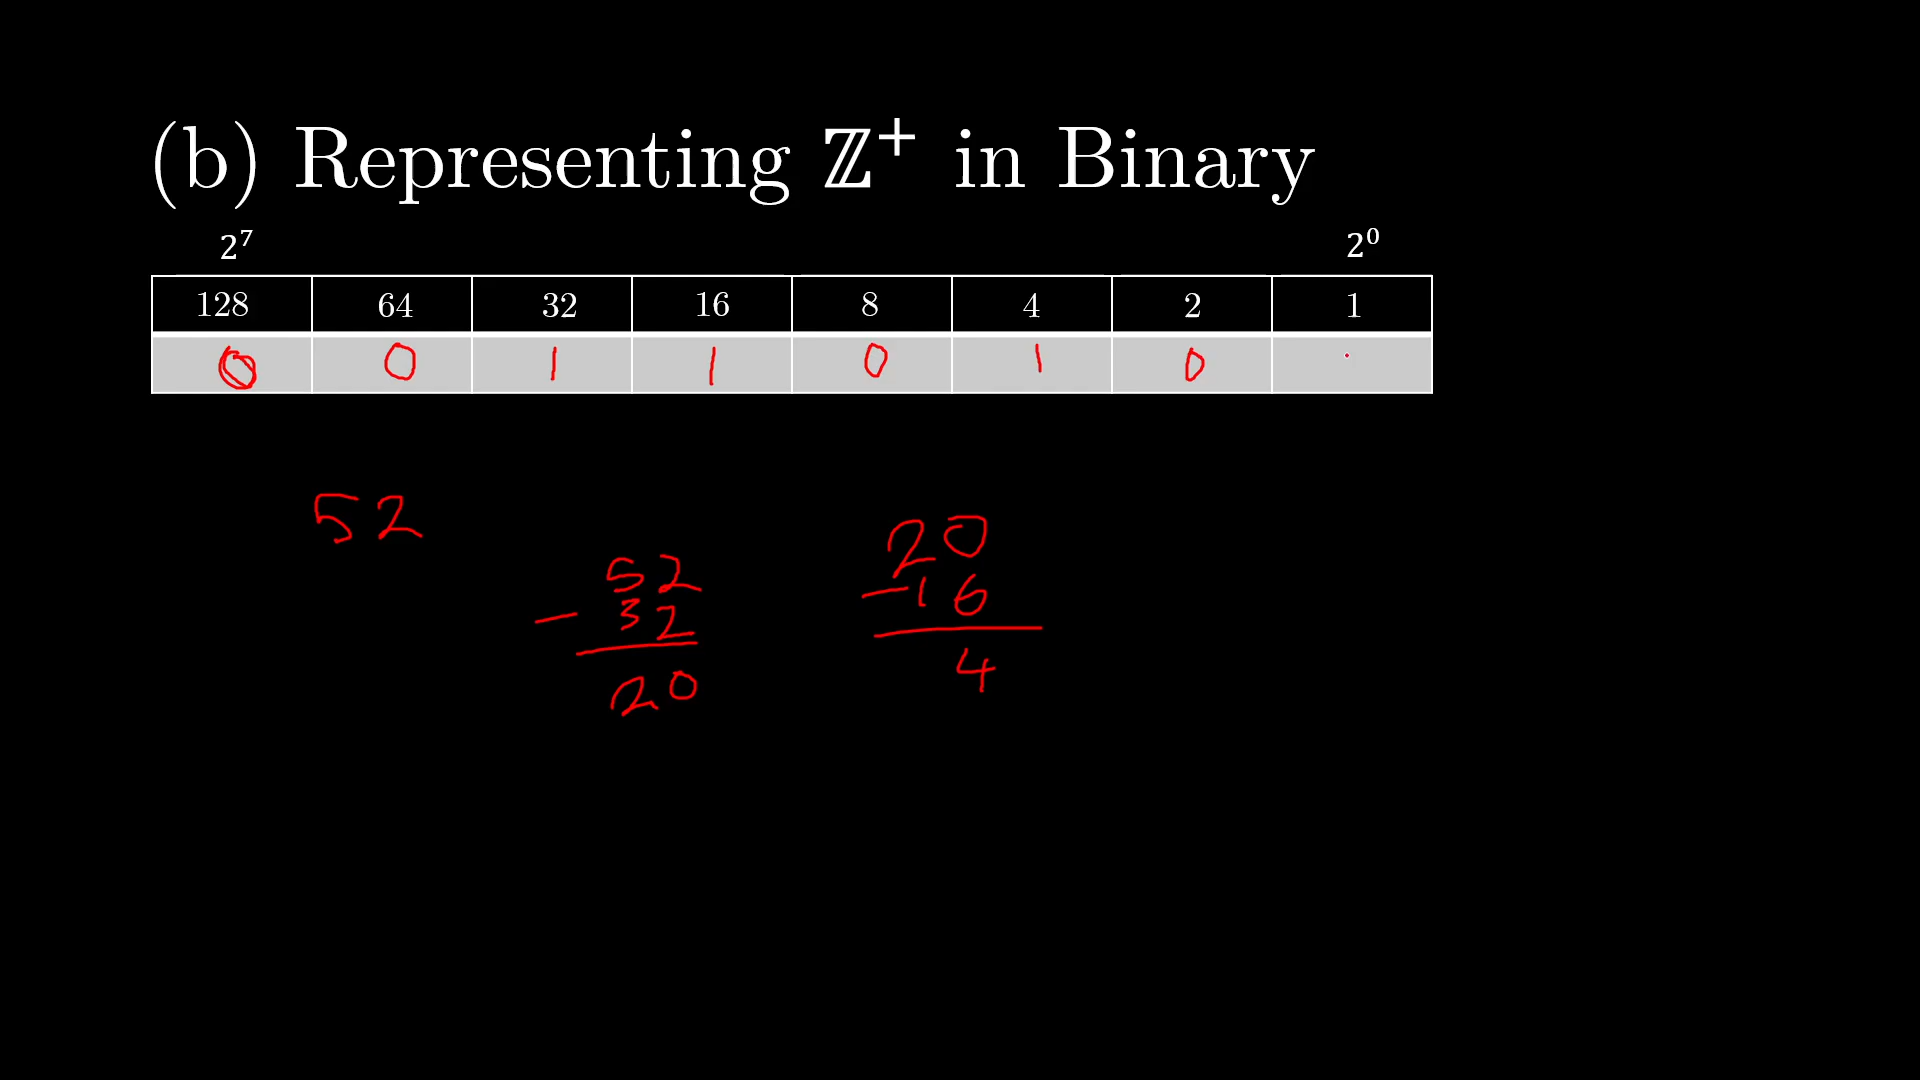 (b) Representing ℤ⁺ in Binary
2⁷ 2⁰
128 64 32 16 8 4 2 1
0 0 1 1 0 1 0
52
52
− 32
20
20
−16
4